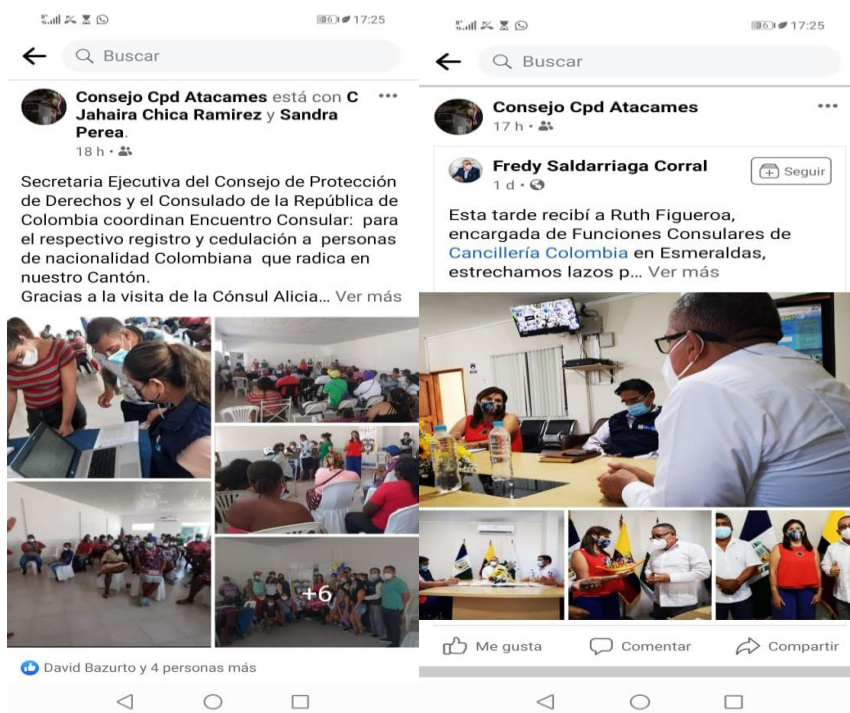 17:25
Buscar
Consejo Cpd Atacames está con C
Jahaira Chica Ramirez y Sandra
Perea.
18 h
Secretaria Ejecutiva del Consejo de Protección
de Derechos y el Consulado de la República de
Colombia coordinan Encuentro Consular: para
el respectivo registro y cedulación a personas
de nacionalidad Colombiana que radica en
nuestro Cantón.
Gracias a la visita de la Cónsul Alicia... Ver más
+6
David Bazurto y 4 personas más
17:25
Buscar
Consejo Cpd Atacames
17 h
Fredy Saldarriaga Corral
Seguir
1 d
Esta tarde recibí a Ruth Figueroa,
encargada de Funciones Consulares de
Cancillería Colombia en Esmeraldas,
estrechamos lazos p... Ver más
Me gusta
Comentar
Compartir